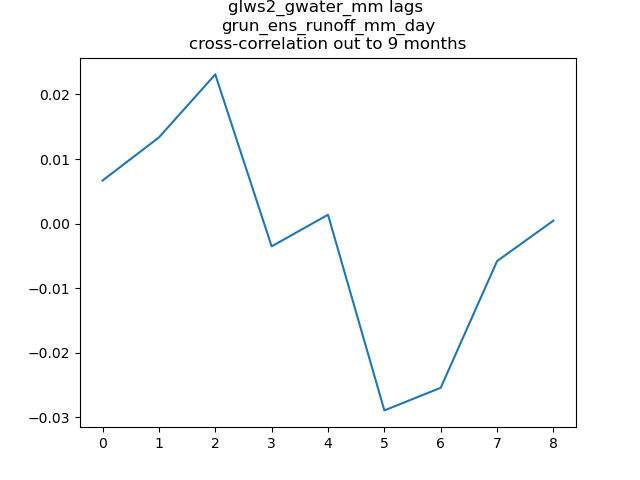 glws2_gwater_mm lags
grun_ens_runoff_mm_day
cross-correlation out to 9 months
0.02
0.01
0.00
−0.01
−0.02
−0.03
0 1 2 3 4 5 6 7 8